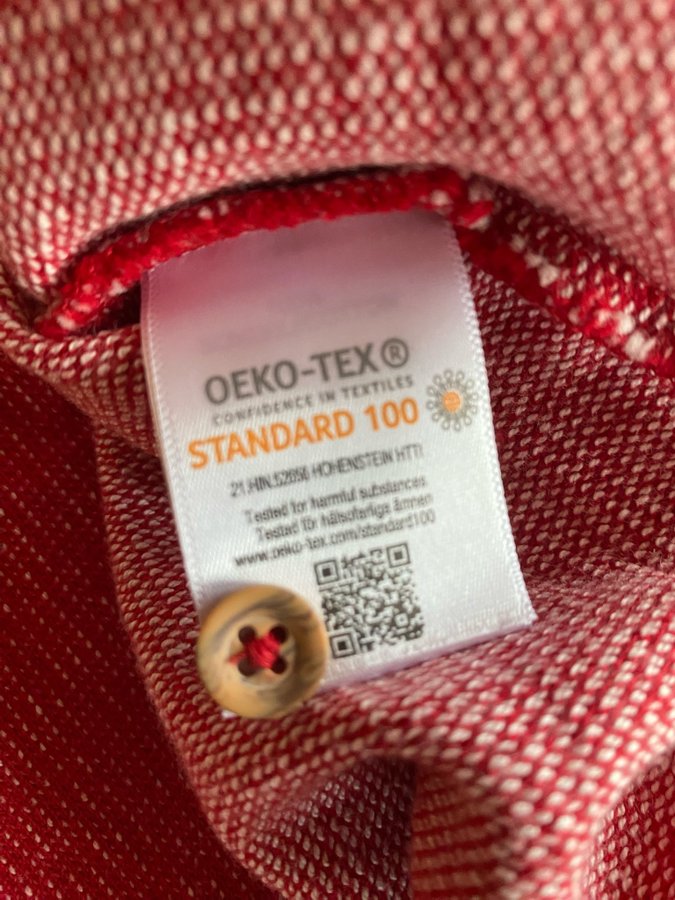 OEKO-TEX®
CONFIDENCE IN TEXTILES
STANDARD 100
21.HIN.52656 HOHENSTEIN HTTI
Tested for harmful substances
Testad för hälsofarliga ämnen
www.oeko-tex.com/standard100